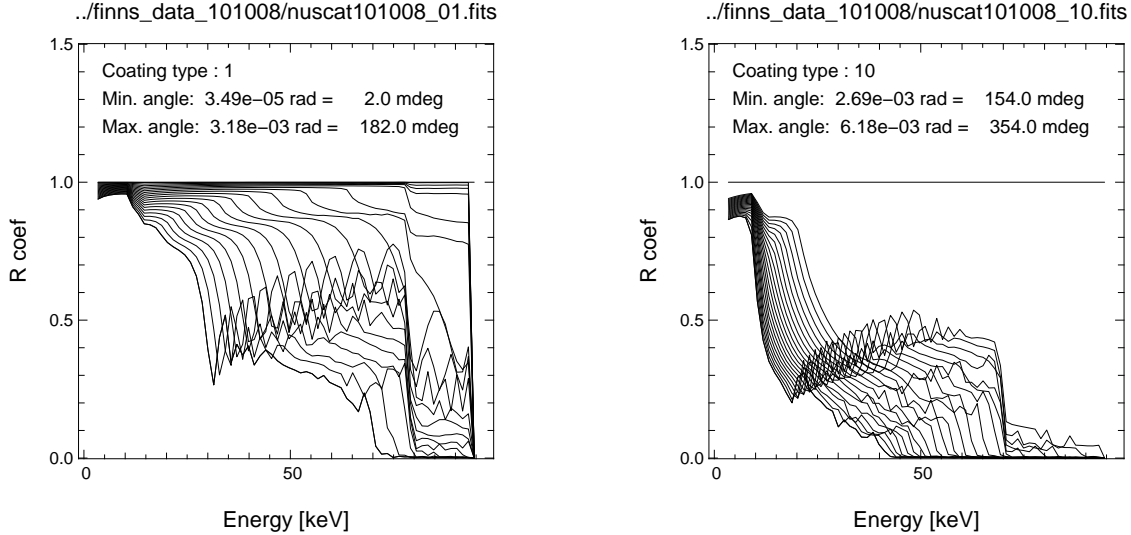 ../finns_data_101008/nuscat101008_01.fits
1.5
Coating type : 1
Min. angle: 3.49e−05 rad = 2.0 mdeg
Max. angle: 3.18e−03 rad = 182.0 mdeg
1.0
R coef
0.5
0.0
0
50
Energy [keV]
../finns_data_101008/nuscat101008_10.fits
1.5
Coating type : 10
Min. angle: 2.69e−03 rad = 154.0 mdeg
Max. angle: 6.18e−03 rad = 354.0 mdeg
1.0
R coef
0.5
0.0
0
50
Energy [keV]